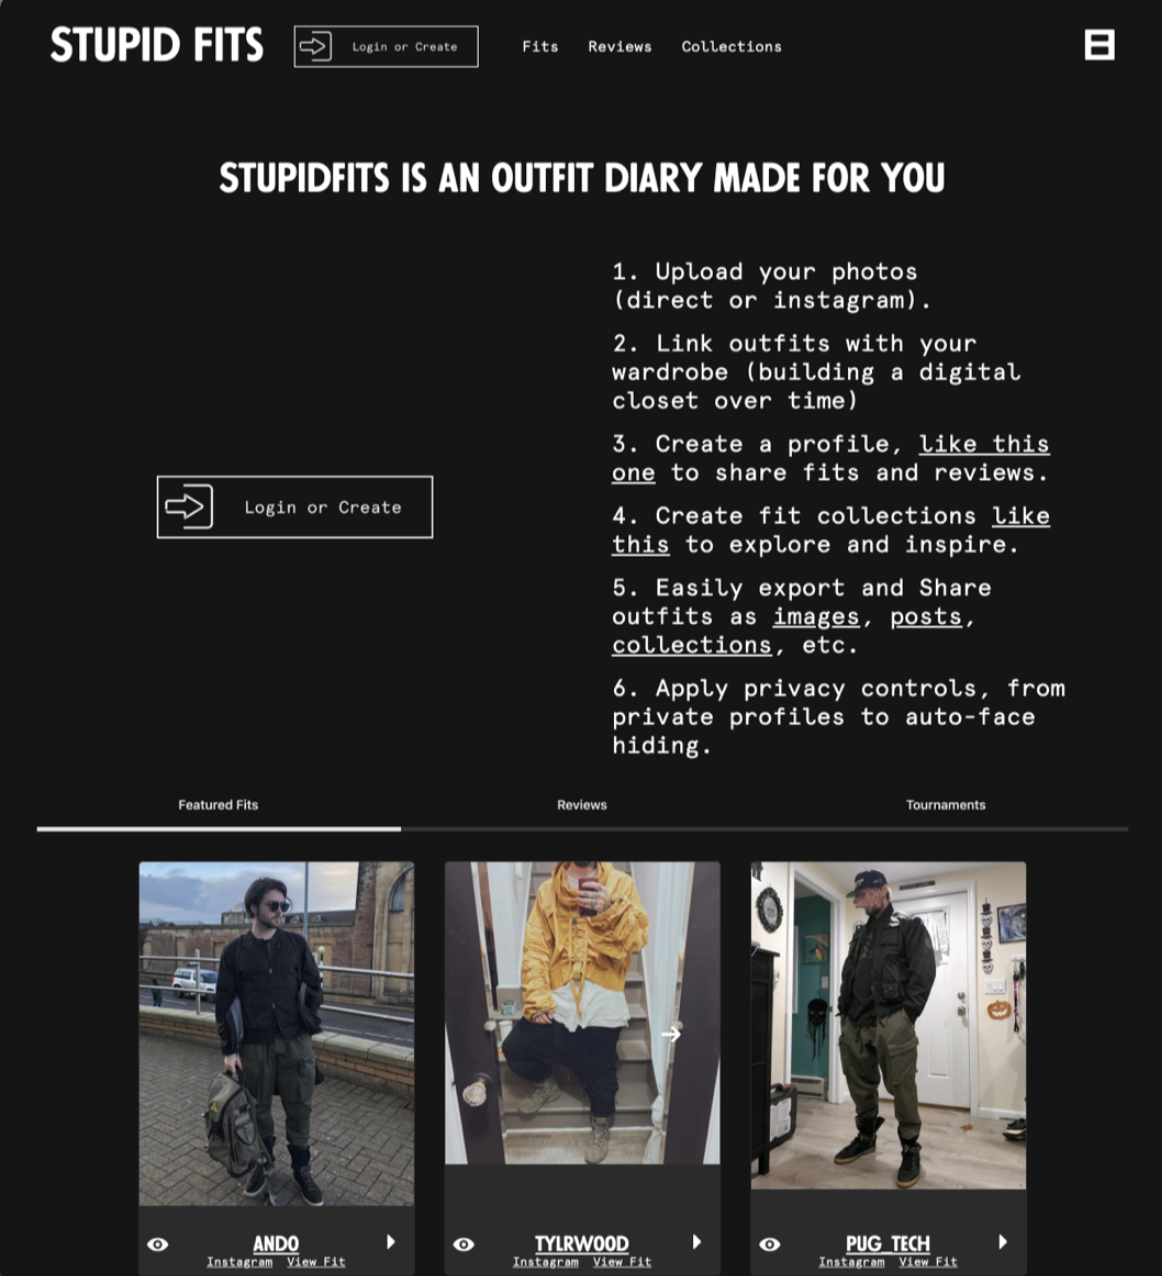 STUPID FITS
Login or Create
Fits
Reviews
Collections
STUPIDFITS IS AN OUTFIT DIARY MADE FOR YOU
Login or Create
1. Upload your photos
(direct or instagram).
2. Link outfits with your
wardrobe (building a digital
closet over time)
3. Create a profile, like this
one to share fits and reviews.
4. Create fit collections like
this to explore and inspire.
5. Easily export and Share
outfits as images, posts,
collections, etc.
6. Apply privacy controls, from
private profiles to auto-face
hiding.
Featured Fits
Reviews
Tournaments
ANDO
Instagram View Fit
TYLRWOOD
Instagram View Fit
PUG_TECH
Instagram View Fit